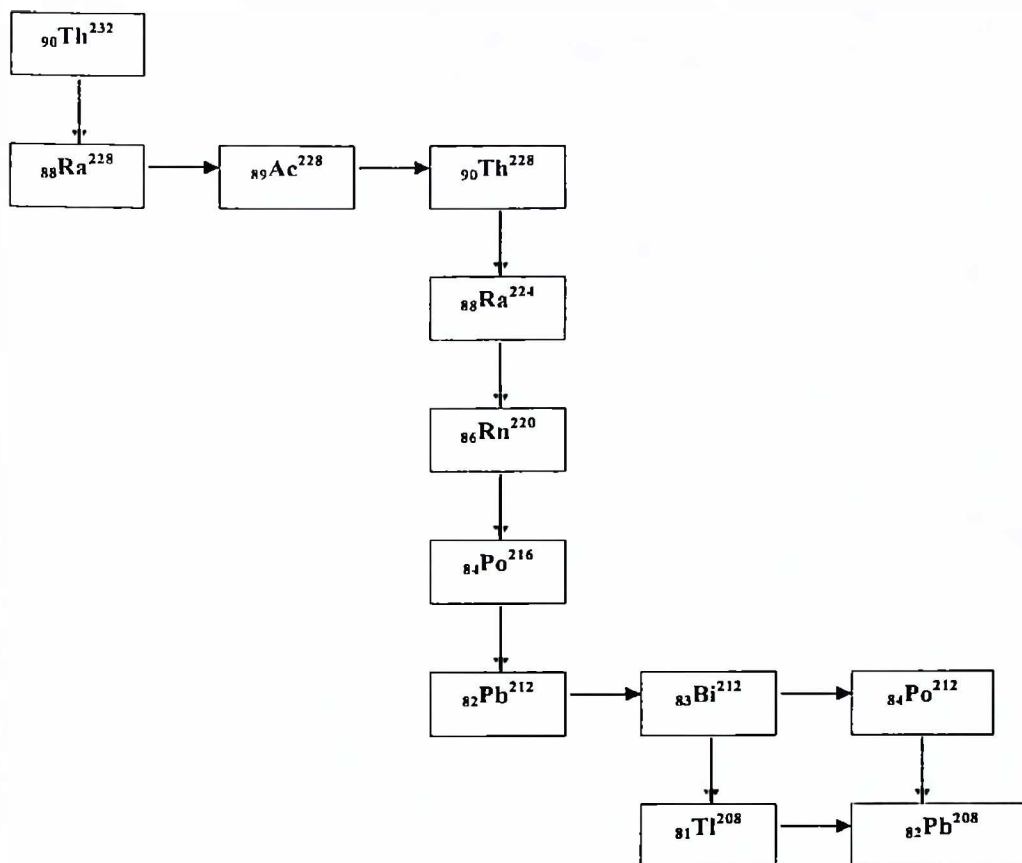 ₉₀Th²³²
₈₈Ra²²⁸ ₈₉Ac²²⁸ ₉₀Th²²⁸
₈₈Ra²²⁴
₈₆Rn²²⁰
₈₄Po²¹⁶
₈₂Pb²¹² ₈₃Bi²¹² ₈₄Po²¹²
₈₁Tl²⁰⁸ ₈₂Pb²⁰⁸